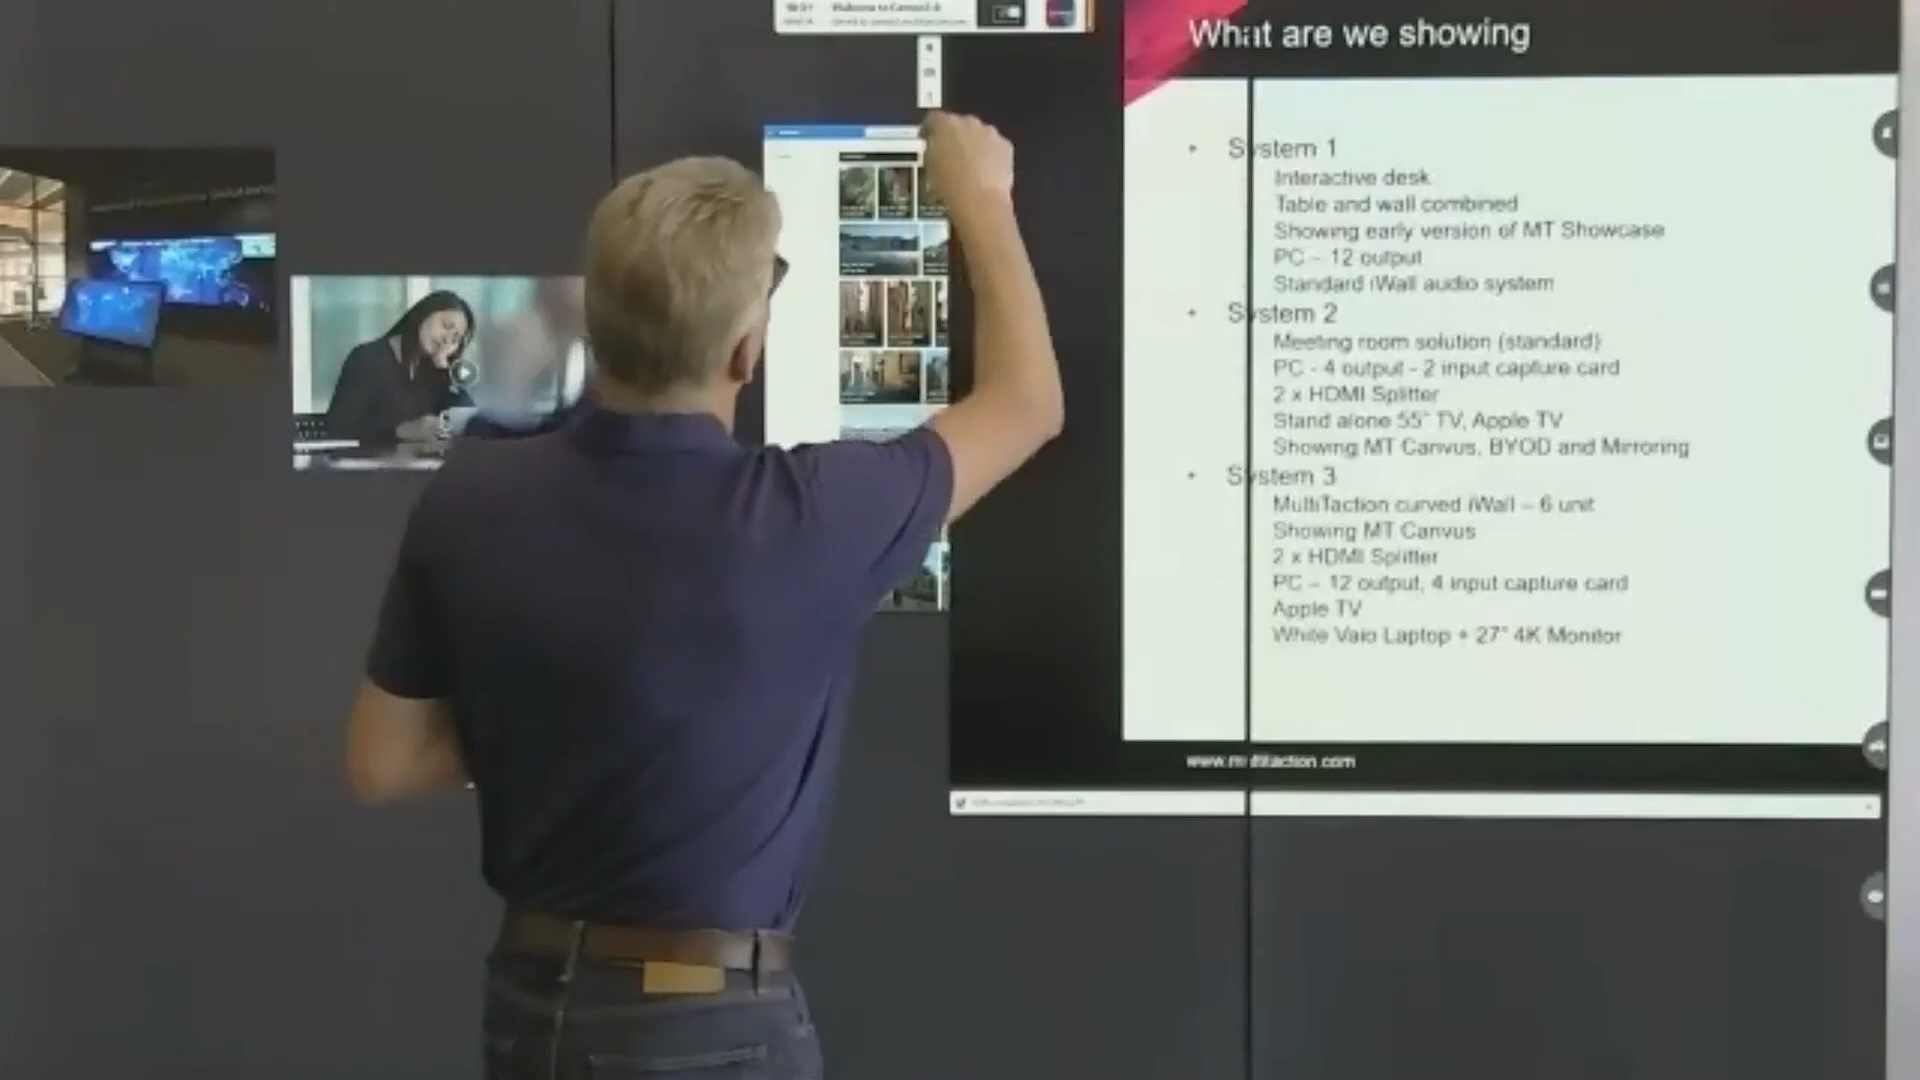 What are we showing
• System 1
Interactive desk
Table and wall combined
Showing early version of MT Showcase
PC – 12 output
Standard iWall audio system
• System 2
Meeting room solution (standard)
PC - 4 output - 2 input capture card
2 x HDMI Splitter
Stand alone 55" TV, Apple TV
Showing MT Canvus, BYOD and Mirroring
• System 3
MultiTaction curved iWall – 6 unit
Showing MT Canvus
2 x HDMI Splitter
PC – 12 output, 4 input capture card
Apple TV
White Vaio Laptop + 27" 4K Monitor
www.multitaction.com